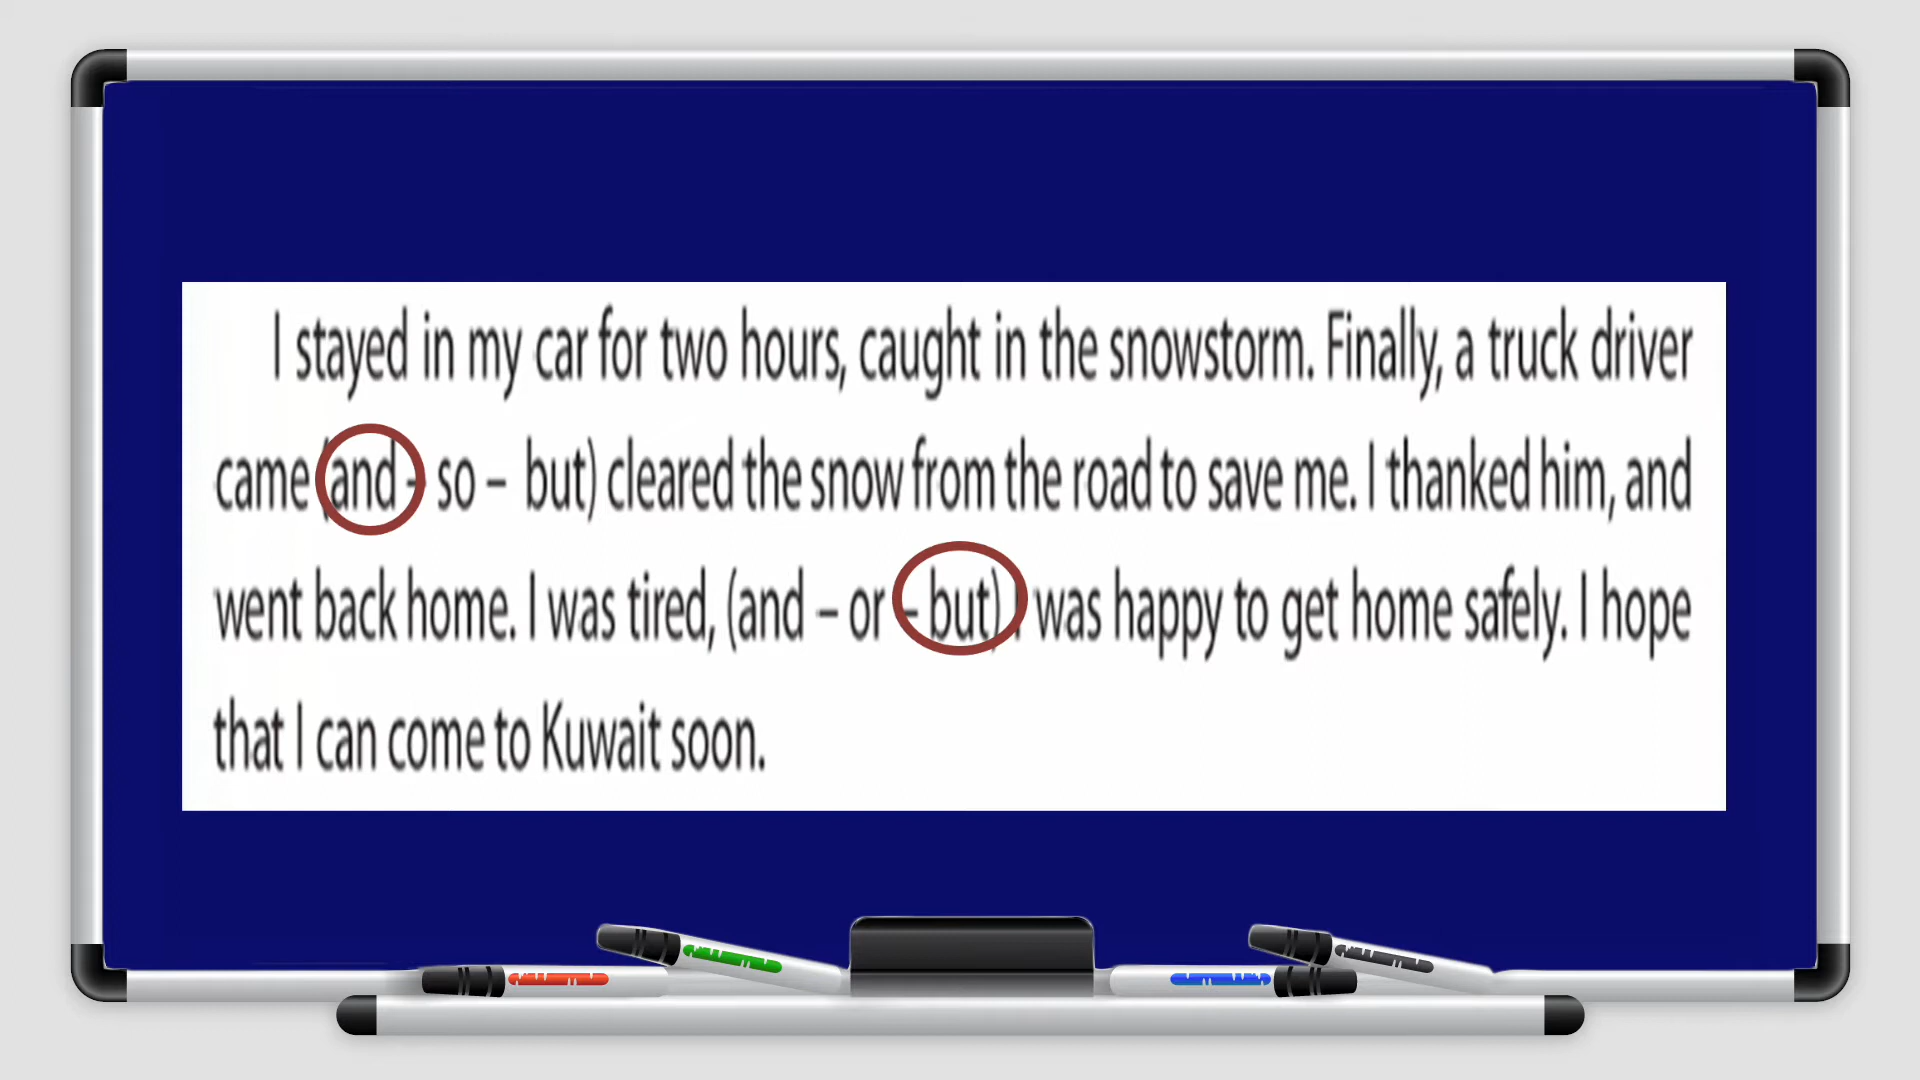 I stayed in my car for two hours, caught in the snowstorm. Finally, a truck driver
came (and – so – but) cleared the snow from the road to save me. I thanked him, and
went back home. I was tired, (and – or – but) I was happy to get home safely. I hope
that I can come to Kuwait soon.